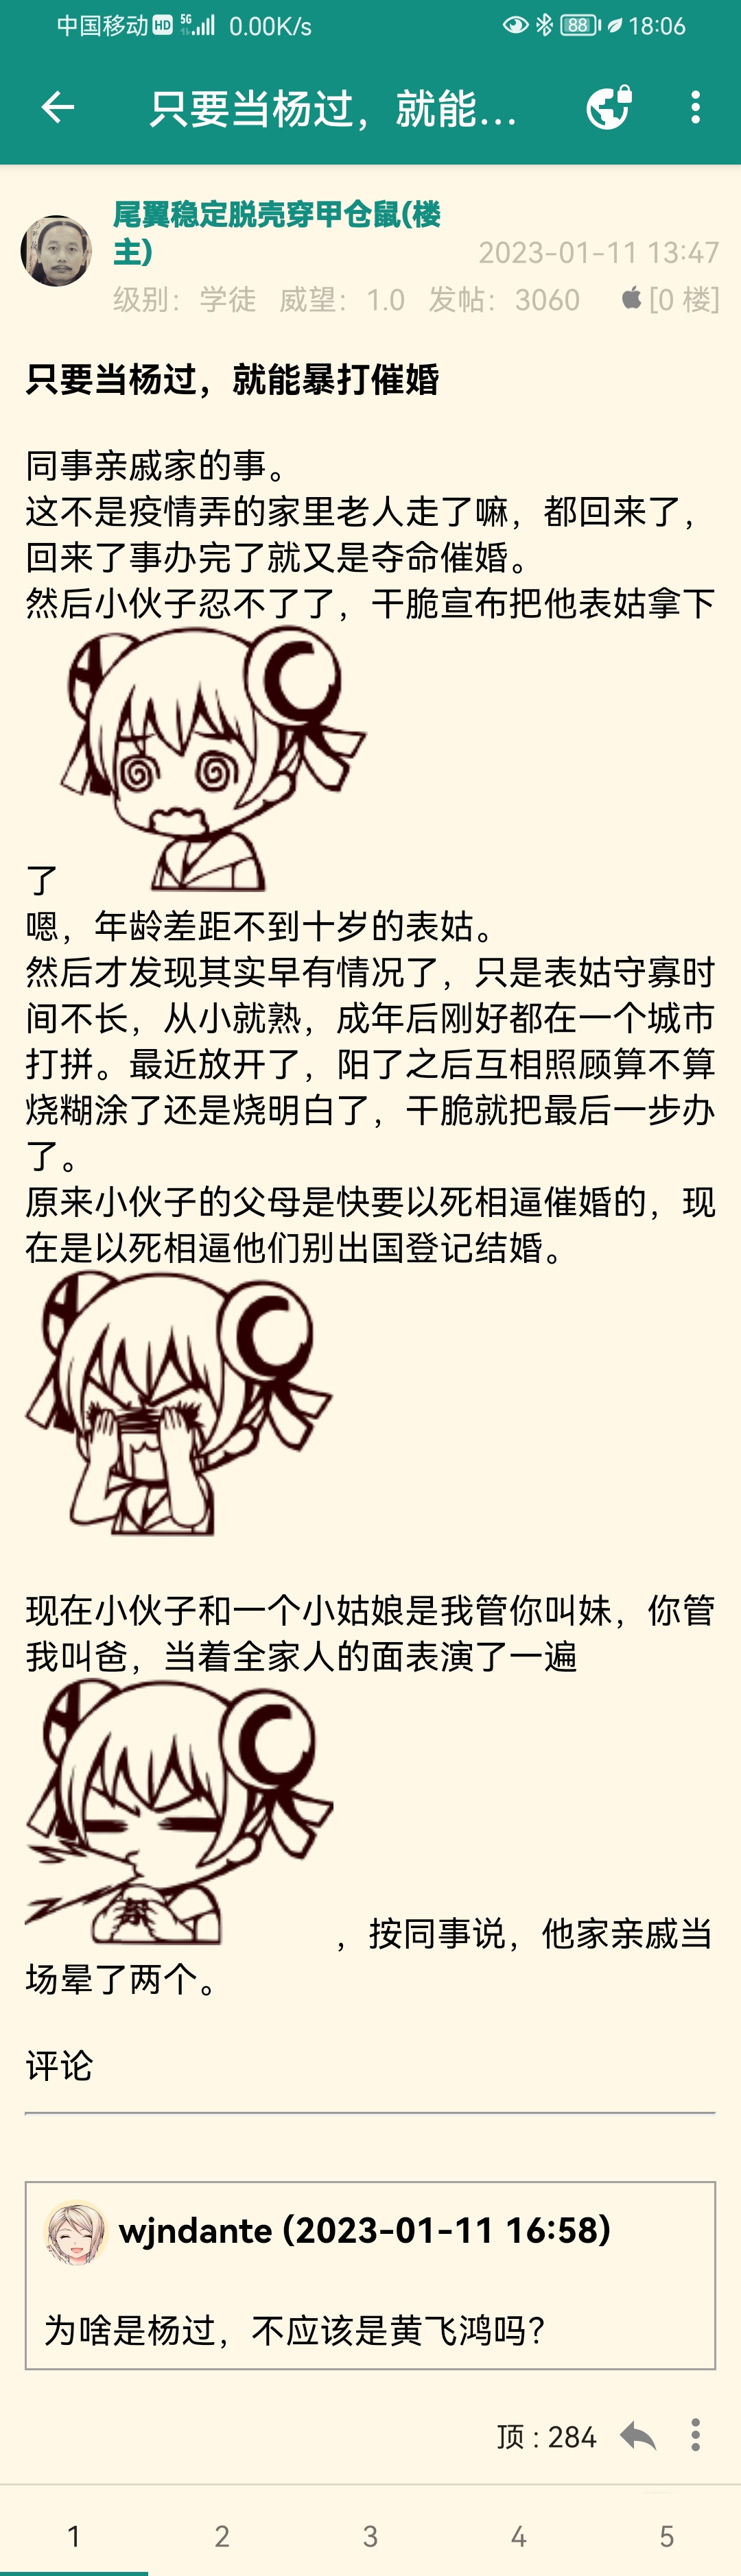 中国移动 HD 5G 0.00K/s 88 18:06
只要当杨过，就能...
尾翼稳定脱壳穿甲仓鼠(楼
主)
2023-01-11 13:47
级别：学徒 威望：1.0 发帖：3060 [0 楼]
只要当杨过，就能暴打催婚
同事亲戚家的事。
这不是疫情弄的家里老人走了嘛，都回来了，
回来了事办完了就又是夺命催婚。
然后小伙子忍不了了，干脆宣布把他表姑拿下
了
嗯，年龄差距不到十岁的表姑。
然后才发现其实早有情况了，只是表姑守寡时
间不长，从小就熟，成年后刚好都在一个城市
打拼。最近放开了，阳了之后互相照顾算不算
烧糊涂了还是烧明白了，干脆就把最后一步办
了。
原来小伙子的父母是快要以死相逼催婚的，现
在是以死相逼他们别出国登记结婚。
现在小伙子和一个小姑娘是我管你叫妹，你管
我叫爸，当着全家人的面表演了一遍
茶
，按同事说，他家亲戚当
场晕了两个。
评论
wjndante (2023-01-11 16:58)
为啥是杨过，不应该是黄飞鸿吗?
顶 : 284
1 2 3 4 5